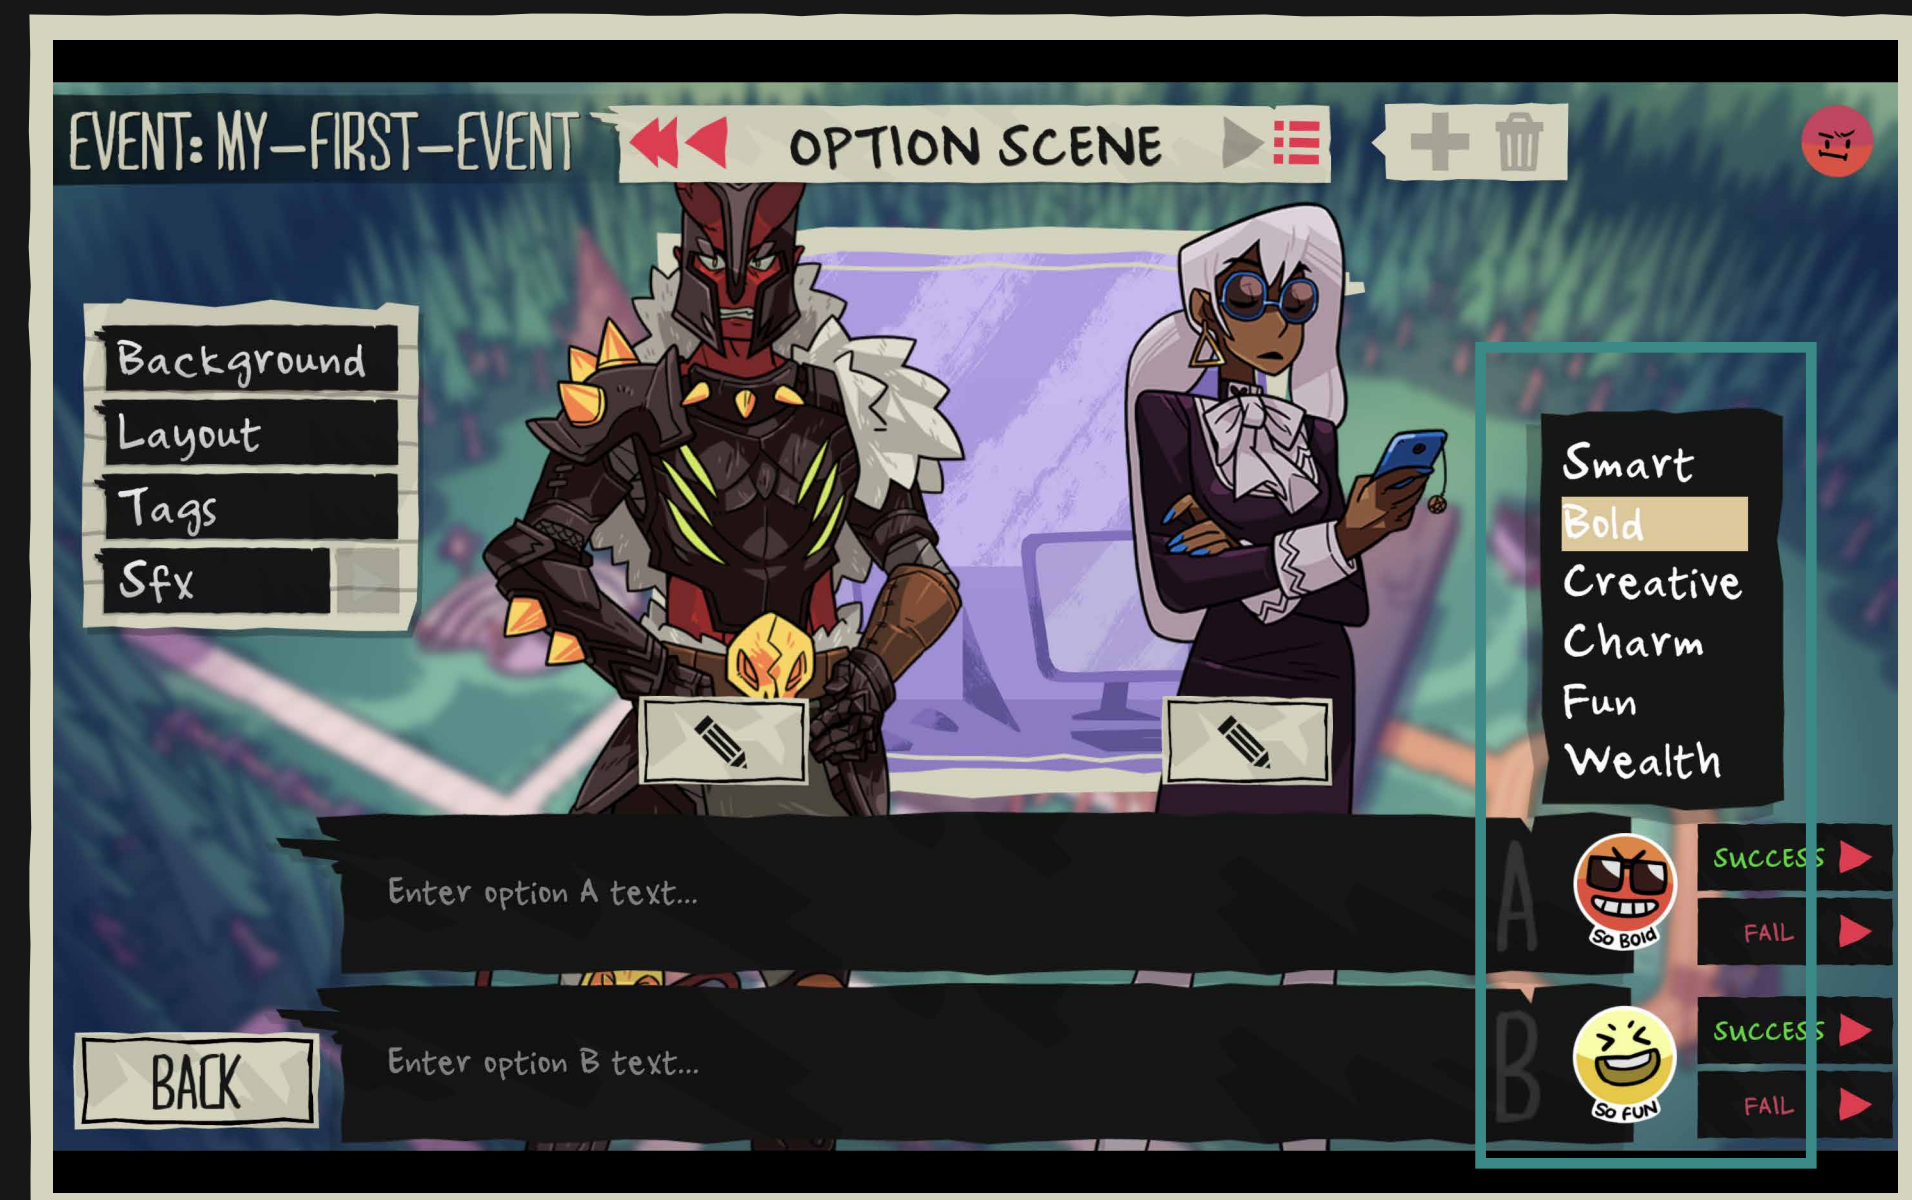 EVENT: MY-FIRST-EVENT
OPTION SCENE
Background
Layout
Tags
Sfx
Smart
Bold
Creative
Charm
Fun
Wealth
Enter option A text...
A
SO BOLD
SUCCESS
FAIL
Enter option B text...
B
SO FUN
SUCCESS
FAIL
BACK